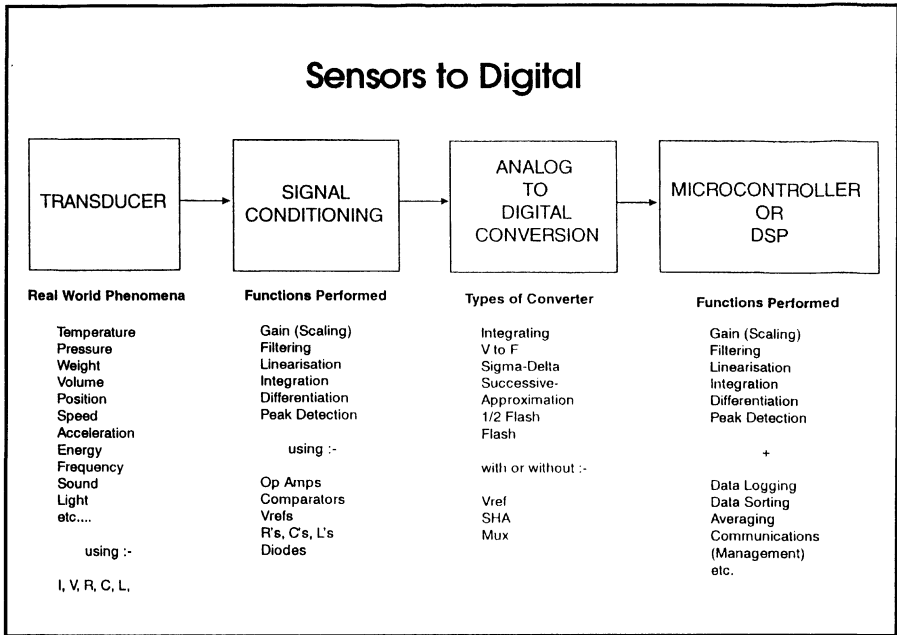 Sensors to Digital
TRANSDUCER
SIGNAL
CONDITIONING
ANALOG
TO
DIGITAL
CONVERSION
MICROCONTROLLER
OR
DSP
Real World Phenomena
Temperature
Pressure
Weight
Volume
Position
Speed
Acceleration
Energy
Frequency
Sound
Light
etc....
using :-
I, V, R, C, L,
Functions Performed
Gain (Scaling)
Filtering
Linearisation
Integration
Differentiation
Peak Detection
using :-
Op Amps
Comparators
Vrefs
R's, C's, L's
Diodes
Types of Converter
Integrating
V to F
Sigma-Delta
Successive-
Approximation
1/2 Flash
Flash
with or without :-
Vref
SHA
Mux
Functions Performed
Gain (Scaling)
Filtering
Linearisation
Integration
Differentiation
Peak Detection
+
Data Logging
Data Sorting
Averaging
Communications
(Management)
etc.